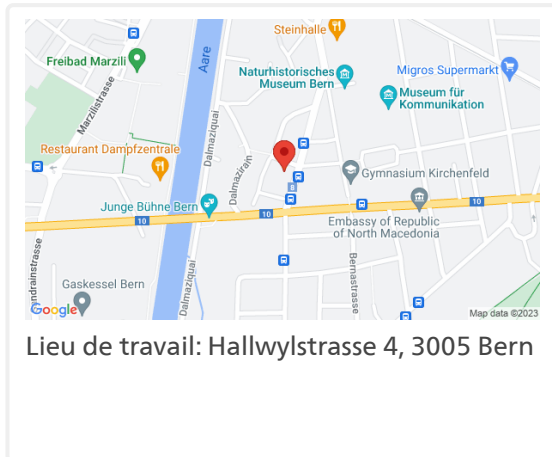 Steinhalle
Freibad Marzili
Aare
Naturhistorisches
Museum Bern
Migros Supermarkt
Museum für
Kommunikation
Marzilistrasse
Dalmaziquai
Restaurant Dampfzentrale
Dalmazirain
Gymnasium Kirchenfeld
Junge Bühne Bern
10
10
10
Embassy of Republic
of North Macedonia
Dalmaziquai
Bernastrasse
ndrainstrasse
Gaskessel Bern
Google
Map data ©2023
Lieu de travail: Hallwylstrasse 4, 3005 Bern